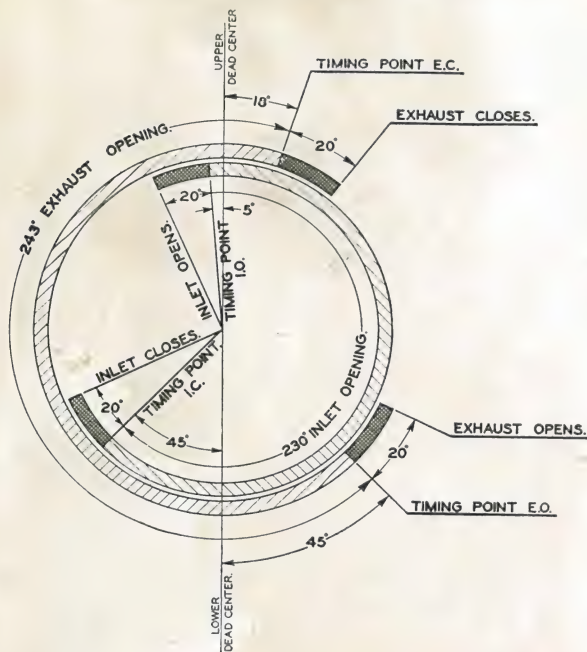 UPPER
DEAD CENTER
TIMING POINT E.C.
18°
EXHAUST CLOSES.
20°
243° EXHAUST OPENING.
20°
5°
INLET OPENS.
TIMING POINT
I.O.
INLET CLOSES.
TIMING POINT.
I.C.
20°
45°
230° INLET OPENING.
EXHAUST OPENS.
20°
TIMING POINT E.O.
45°
LOWER
DEAD CENTER.